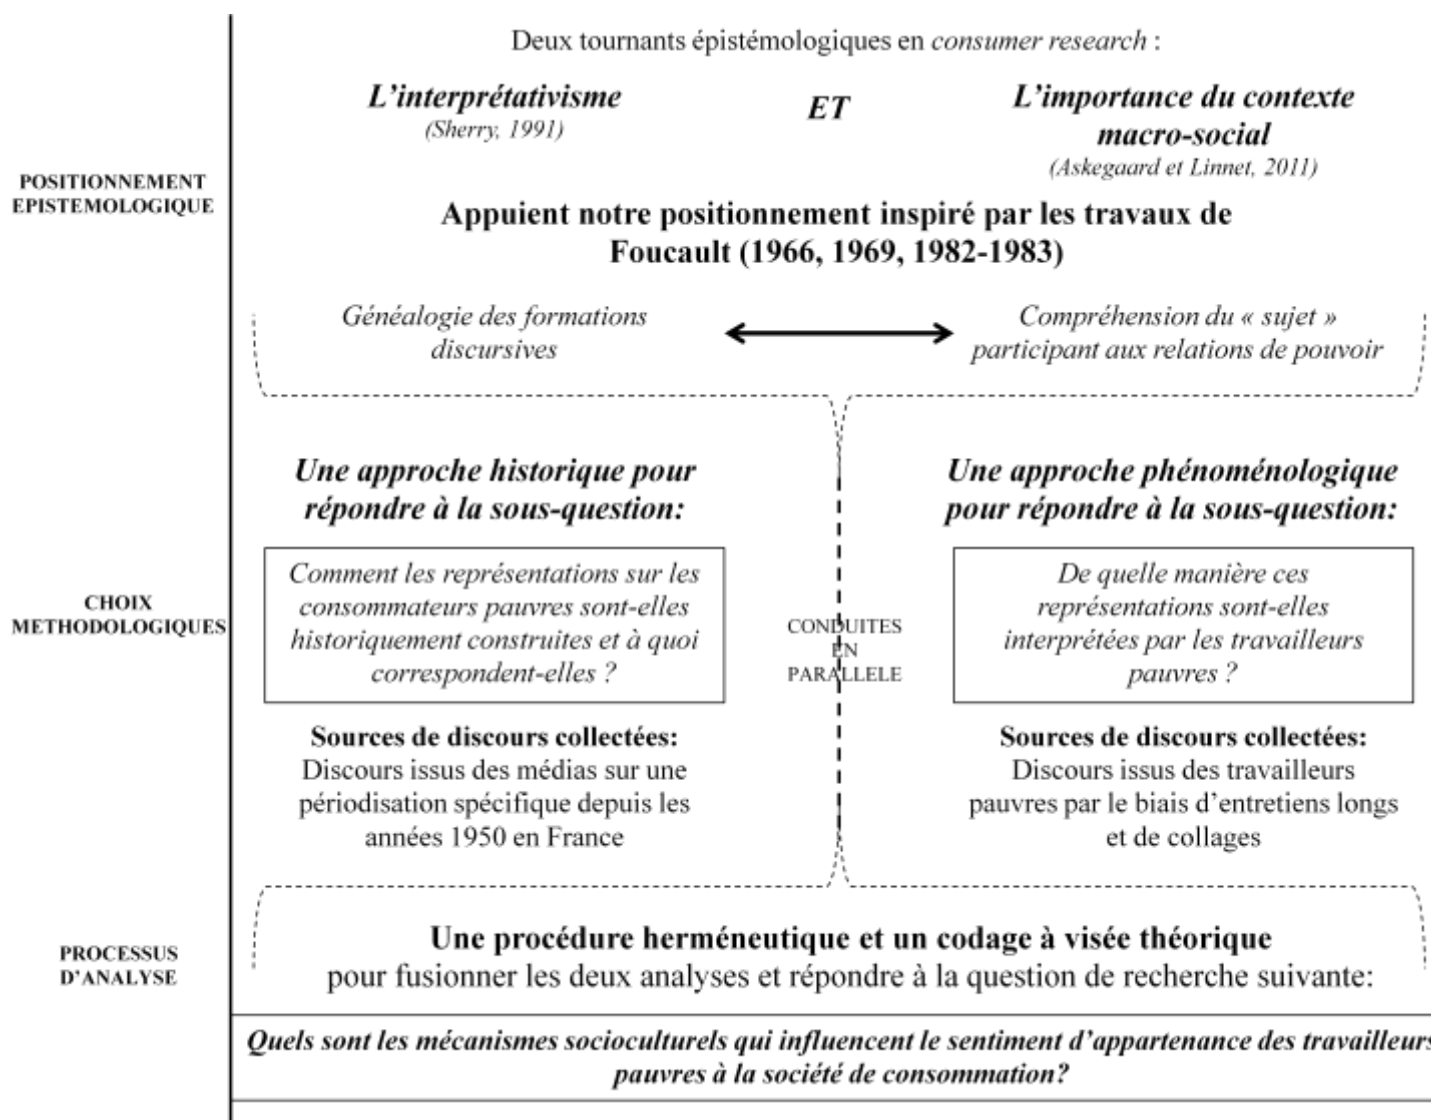 Deux tournants épistémologiques en consumer research :
L'interprétativisme
(Sherry, 1991)
ET
L'importance du contexte
macro-social
(Askegaard et Linnet, 2011)
POSITIONNEMENT
EPISTEMOLOGIQUE
Appuient notre positionnement inspiré par les travaux de
Foucault (1966, 1969, 1982-1983)
Généalogie des formations
discursives
Compréhension du « sujet »
participant aux relations de pouvoir
Une approche historique pour
répondre à la sous-question:
Une approche phénoménologique
pour répondre à la sous-question:
CHOIX
METHODOLOGIQUES
Comment les représentations sur les
consommateurs pauvres sont-elles
historiquement construites et à quoi
correspondent-elles ?
CONDUITES
EN
PARALLELE
De quelle manière ces
représentations sont-elles
interprétées par les travailleurs
pauvres ?
Sources de discours collectées:
Discours issus des médias sur une
périodisation spécifique depuis les
années 1950 en France
Sources de discours collectées:
Discours issus des travailleurs
pauvres par le biais d'entretiens longs
et de collages
PROCESSUS
D'ANALYSE
Une procédure herméneutique et un codage à visée théorique
pour fusionner les deux analyses et répondre à la question de recherche suivante:
Quels sont les mécanismes socioculturels qui influencent le sentiment d'appartenance des travailleurs
pauvres à la société de consommation?